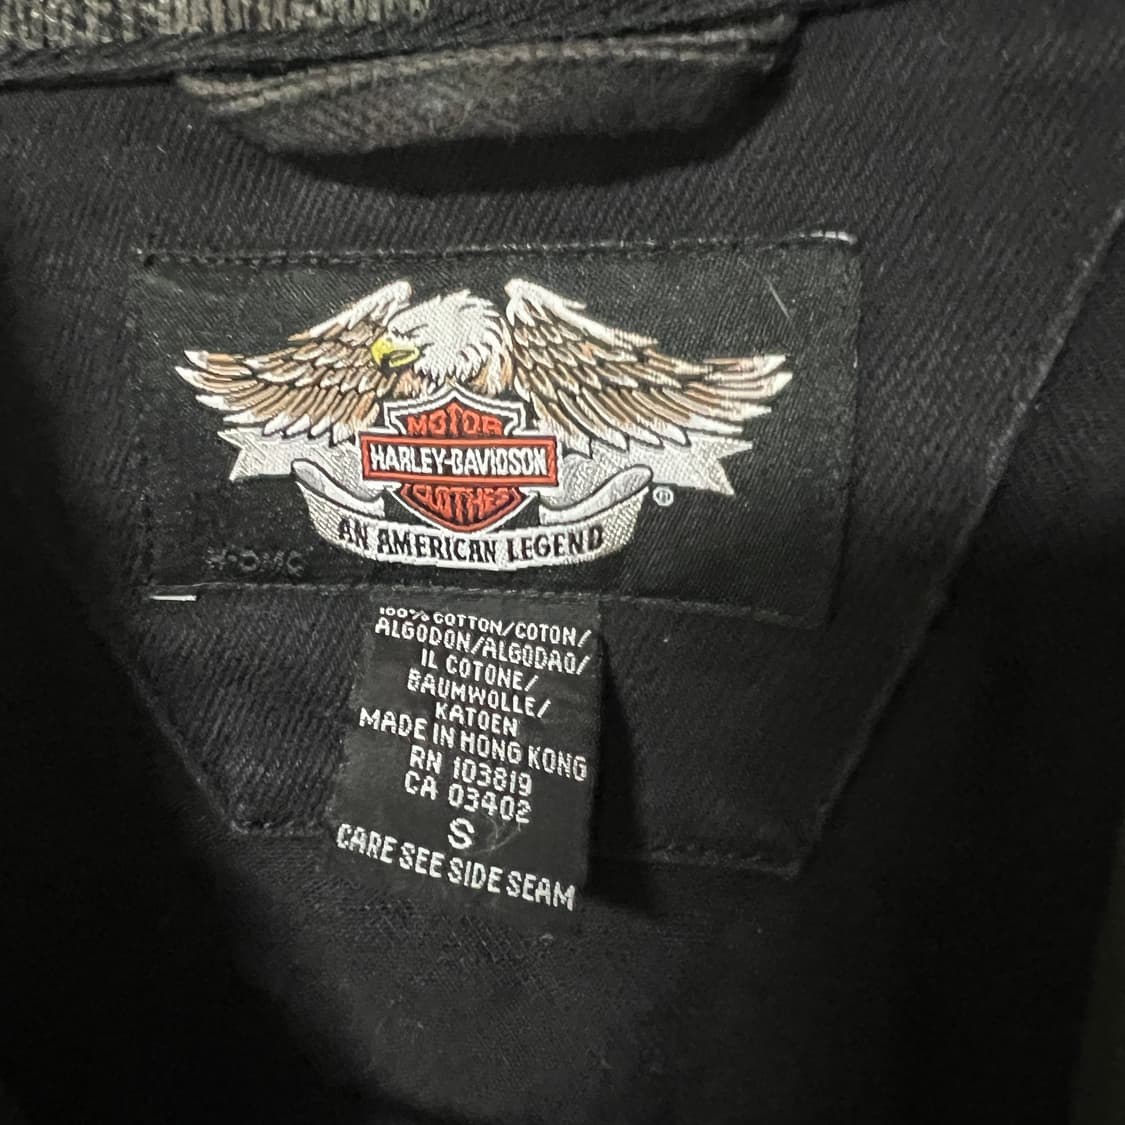 MOTOR
HARLEY-DAVIDSON
CLOTHES
®
AN AMERICAN LEGEND
100% COTTON/COTON/
ALGODON/ALGODAO/
IL COTONE/
BAUMWOLLE/
KATOEN
MADE IN HONG KONG
RN 103819
CA 03402
S
CARE SEE SIDE SEAM